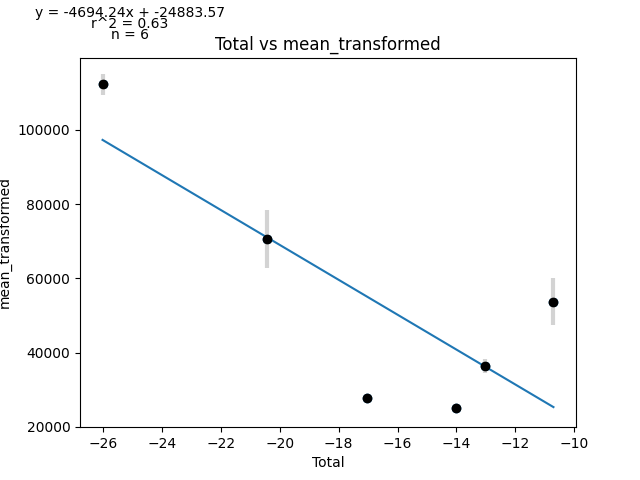 y = -4694.24x + -24883.57
r^2 = 0.63
n = 6
Total vs mean_transformed
100000
80000
60000
40000
20000
mean_transformed
−26
−24
−22
−20
−18
−16
−14
−12
−10
Total